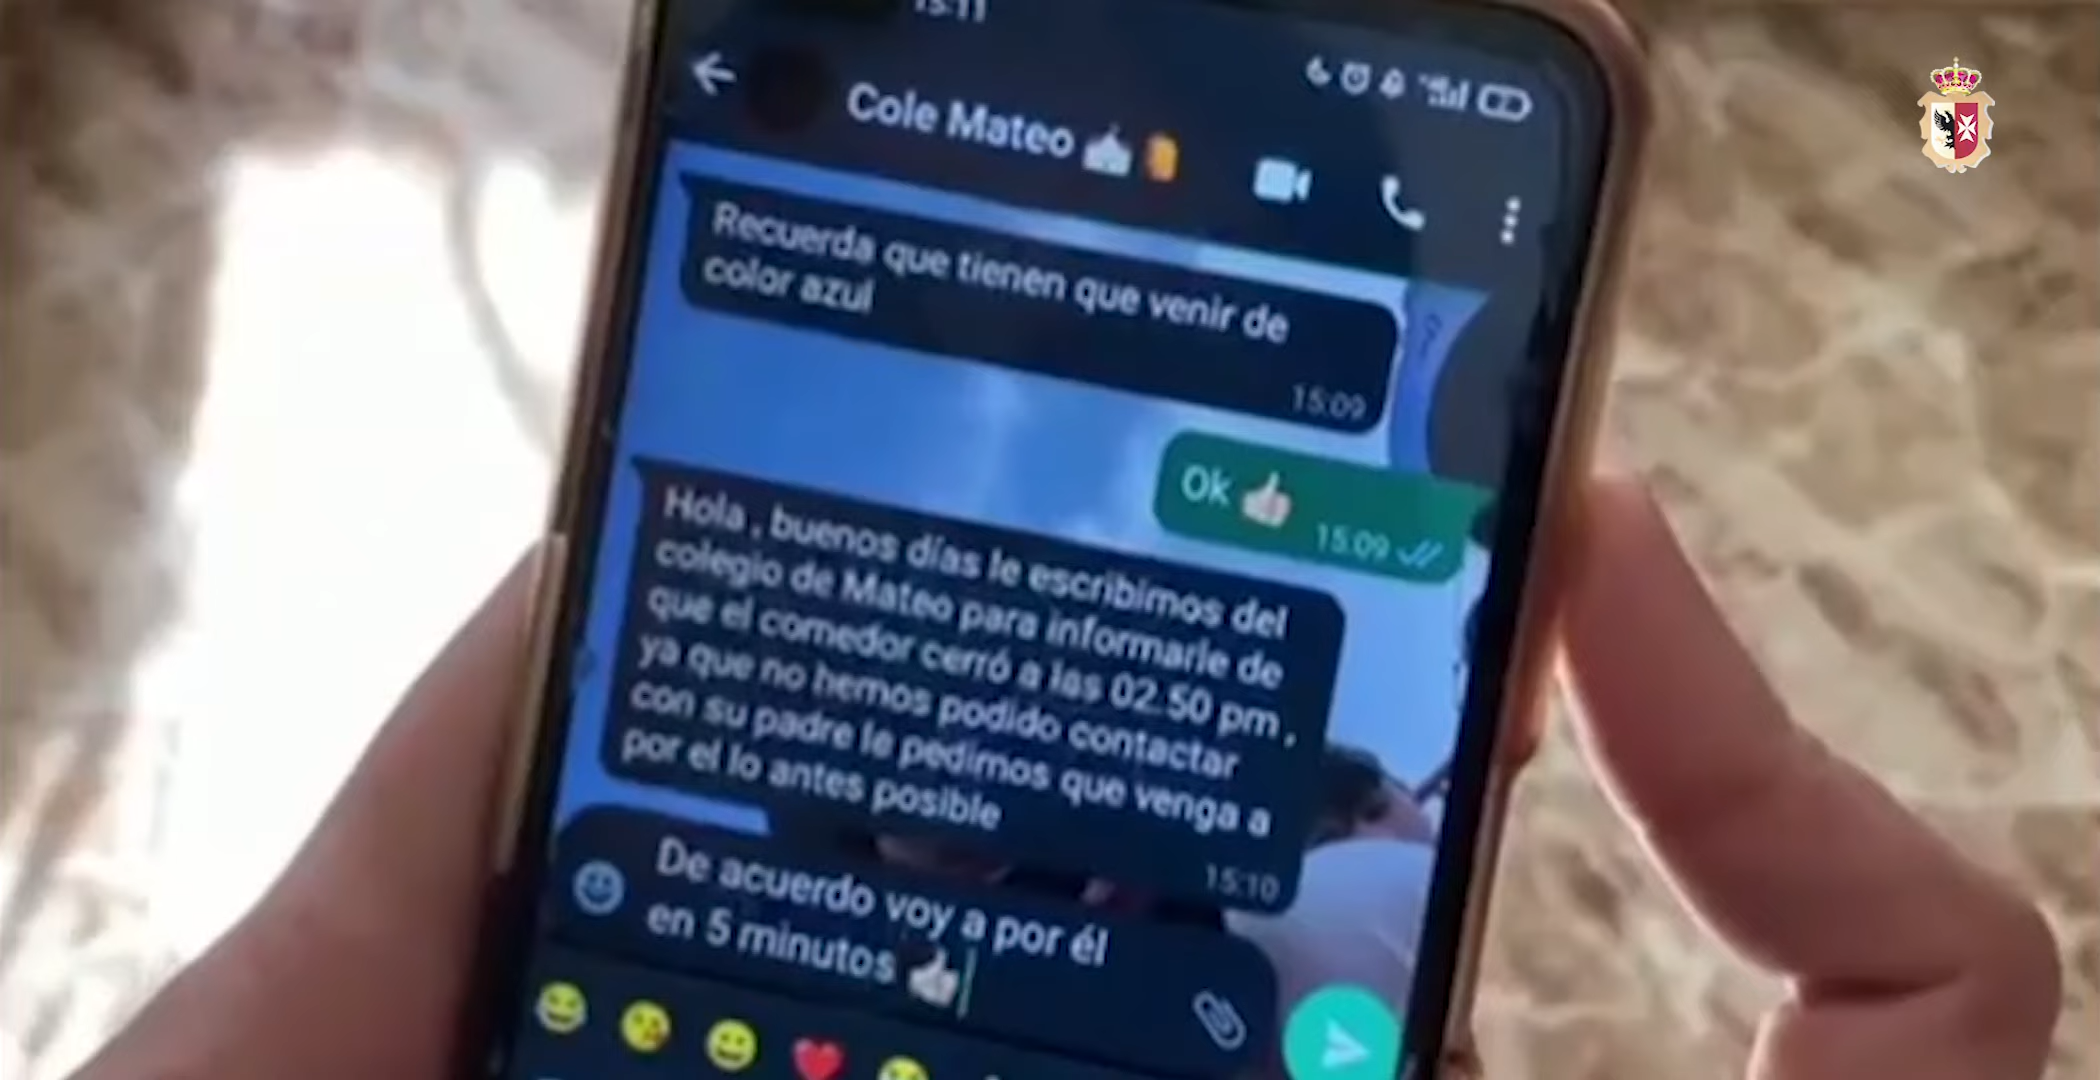 15:11
Cole Mateo
Recuerda que tienen que venir de
color azul
15:09
Ok 👍
15:09
Hola , buenos días le escribimos del
colegio de Mateo para informarle de
que el comedor cerró a las 02:50 pm ,
ya que no hemos podido contactar
con su padre le pedimos que venga a
por el lo antes posible
15:10
De acuerdo voy a por él
en 5 minutos 👍